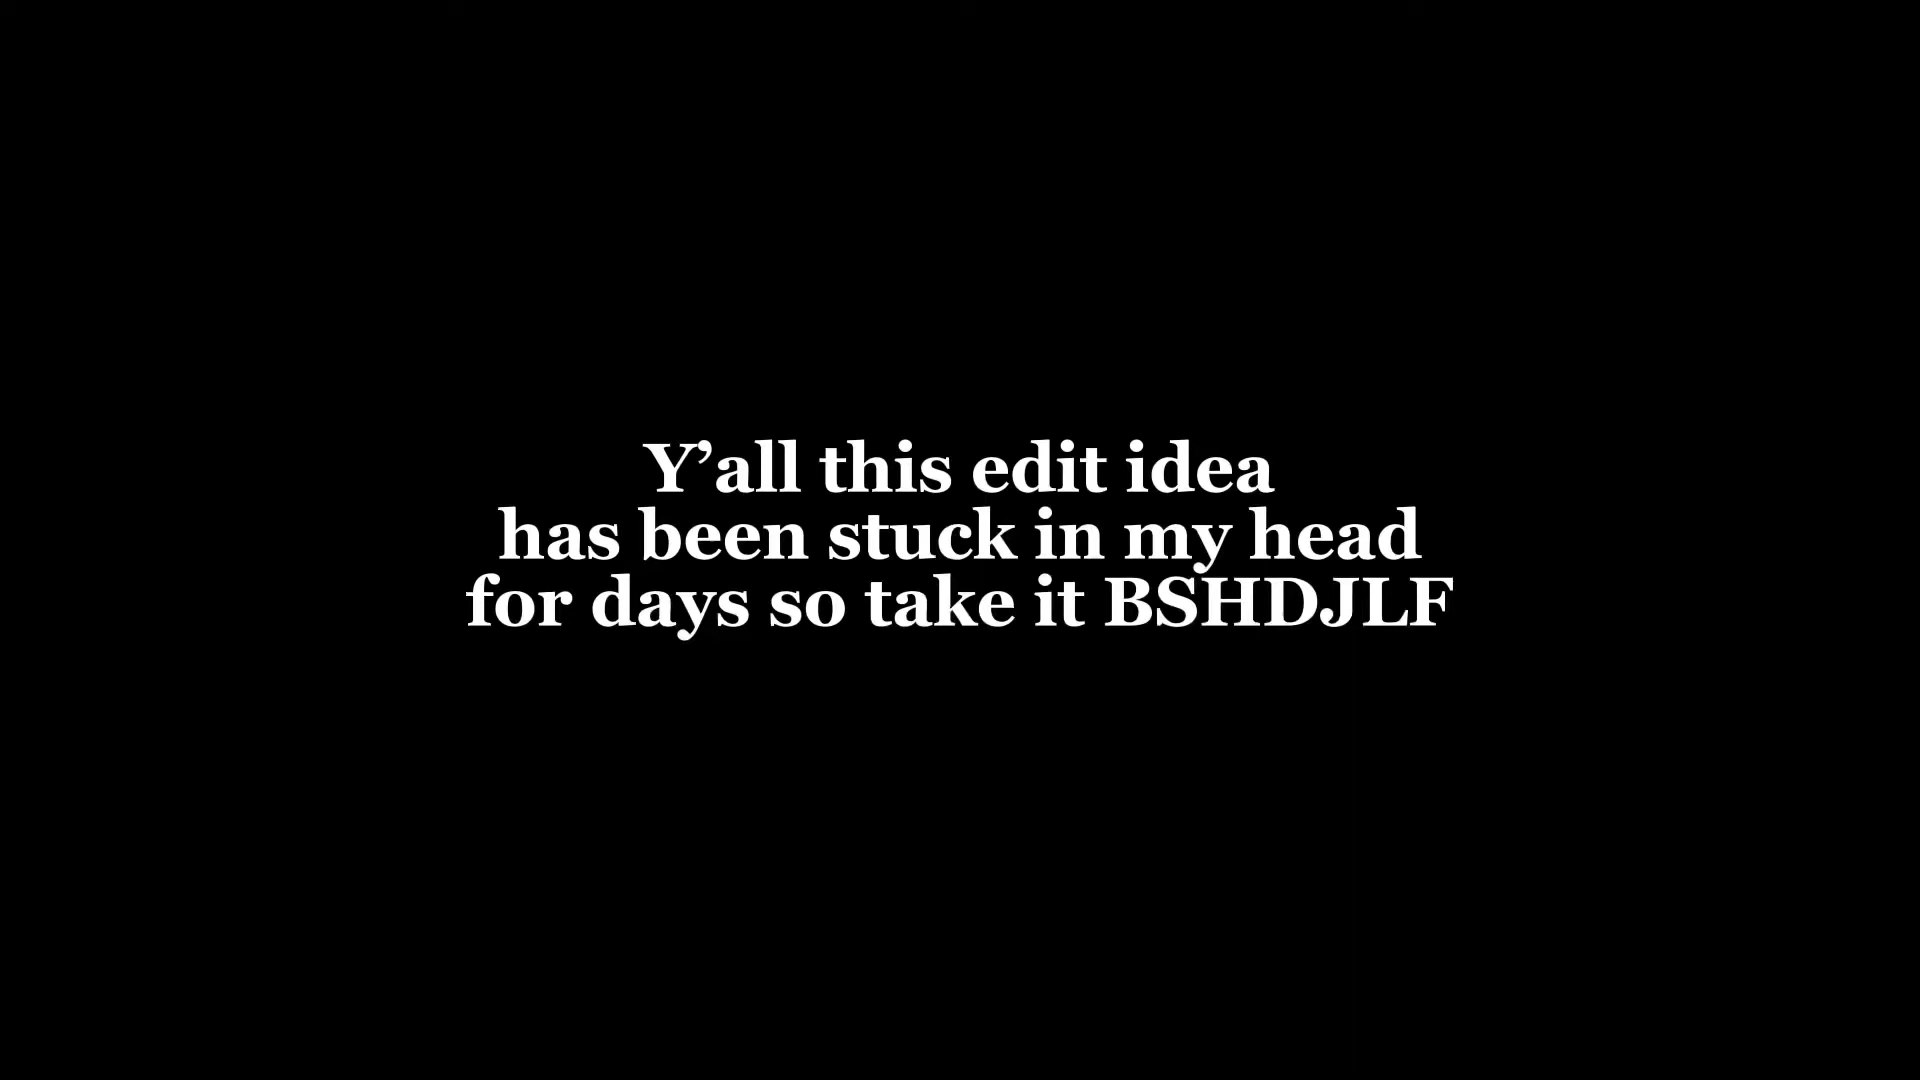 Y’all this edit idea
has been stuck in my head
for days so take it BSHDJLF